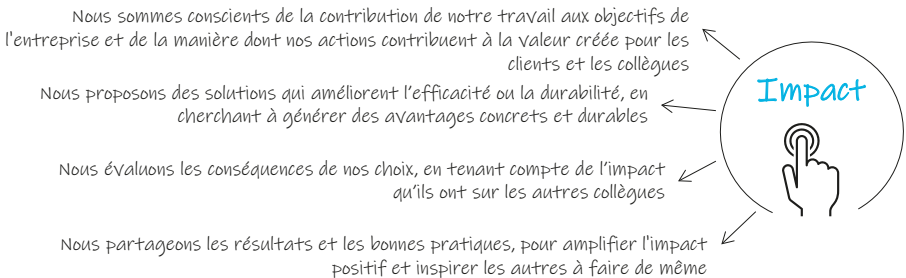 Nous sommes conscients de la contribution de notre travail aux objectifs de
l'entreprise et de la manière dont nos actions contribuent à la valeur créée pour les
clients et les collègues
Impact
Nous proposons des solutions qui améliorent l'efficacité ou la durabilité, en
cherchant à générer des avantages concrets et durables
Nous évaluons les conséquences de nos choix, en tenant compte de l'impact
qu'ils ont sur les autres collègues
Nous partageons les résultats et les bonnes pratiques, pour amplifier l'impact
positif et inspirer les autres à faire de même